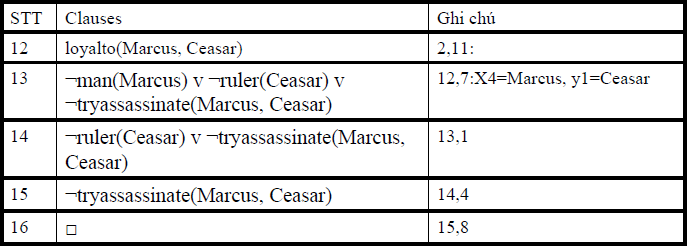 STT Clauses Ghi chú
12 loyalto(Marcus, Ceasar) 2,11:
13 ¬man(Marcus) v ¬ruler(Ceasar) v 12,7:X4=Marcus, y1=Ceasar
¬tryassassinate(Marcus, Ceasar)
14 ¬ruler(Ceasar) v ¬tryassassinate(Marcus, 13,1
Ceasar)
15 ¬tryassassinate(Marcus, Ceasar) 14,4
16 □ 15,8